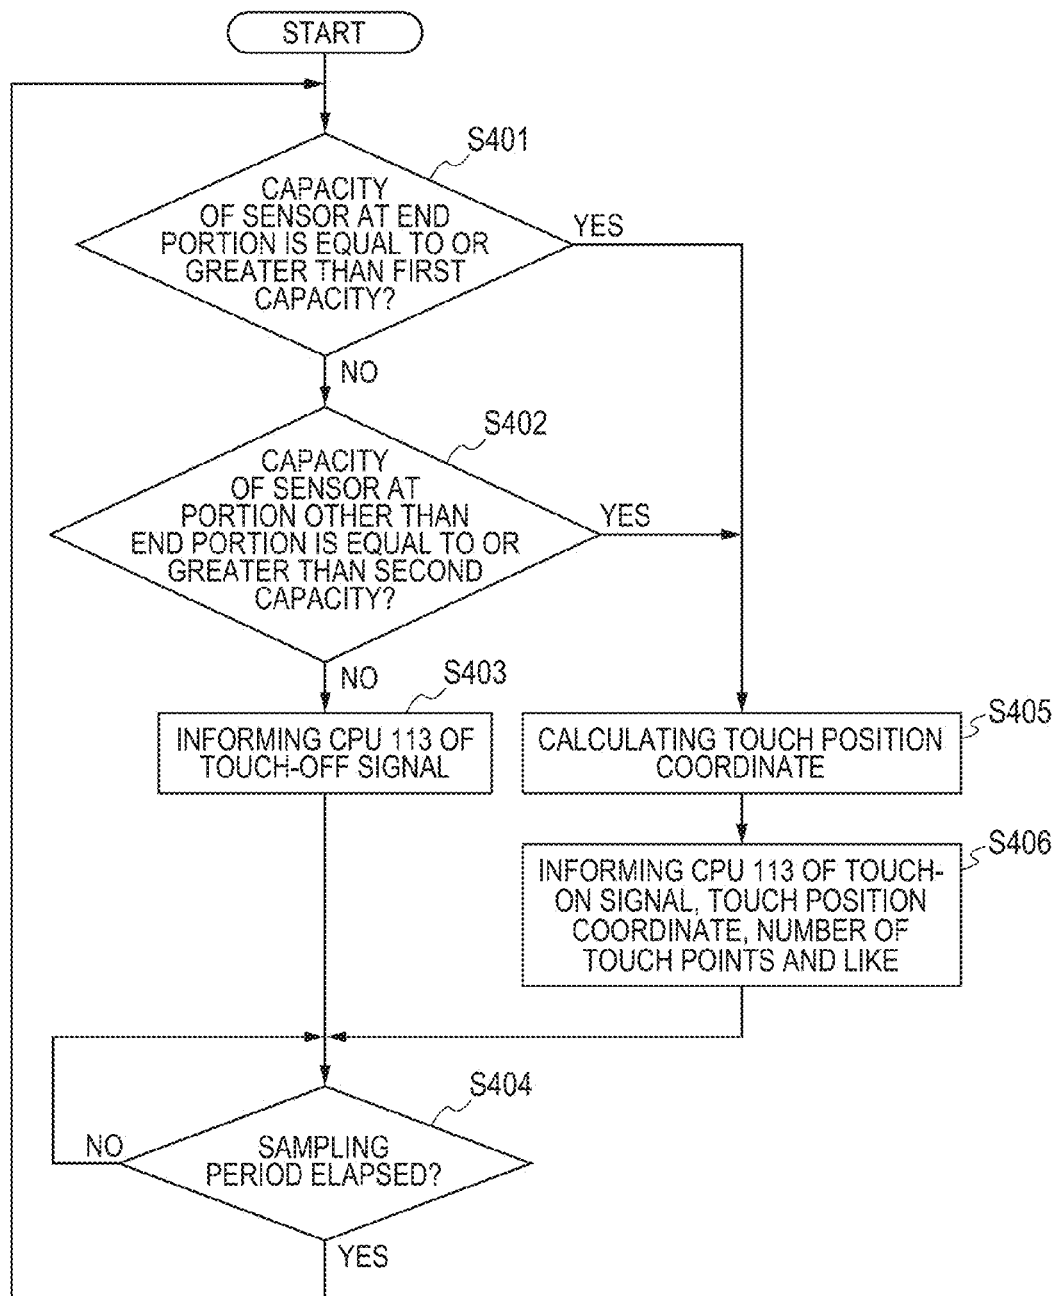 START
S401
CAPACITY
OF SENSOR AT END
PORTION IS EQUAL TO OR
GREATER THAN FIRST
CAPACITY?
YES
NO
S402
CAPACITY
OF SENSOR AT
PORTION OTHER THAN
END PORTION IS EQUAL TO OR
GREATER THAN SECOND
CAPACITY?
YES
NO
S403
INFORMING CPU 113 OF
TOUCH-OFF SIGNAL
S405
CALCULATING TOUCH POSITION
COORDINATE
S406
INFORMING CPU 113 OF TOUCH-
ON SIGNAL, TOUCH POSITION
COORDINATE, NUMBER OF
TOUCH POINTS AND LIKE
S404
SAMPLING
PERIOD ELAPSED?
NO
YES